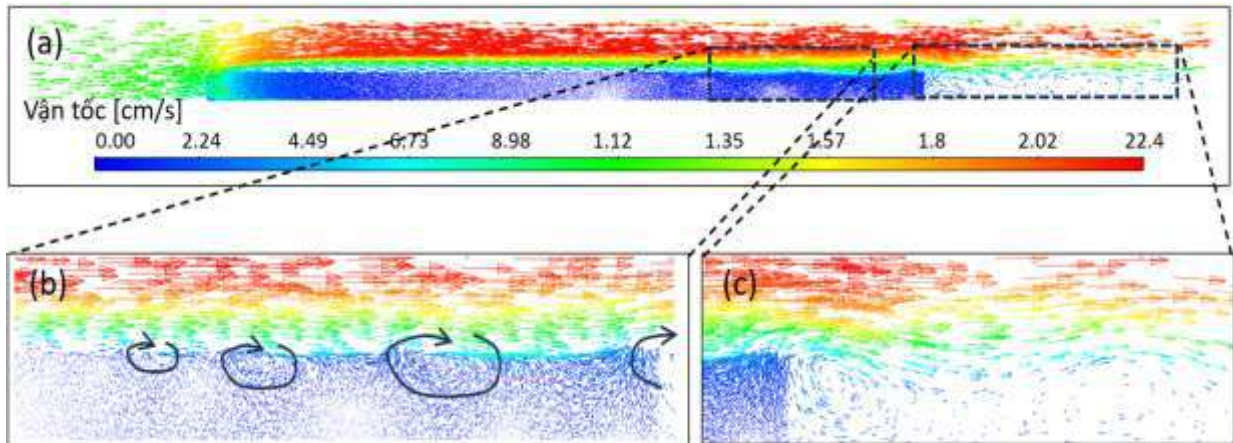 (a)
Vận tốc [cm/s]
0.00 2.24 4.49 6.73 8.98 1.12 1.35 1.57 1.8 2.02 22.4
(b) (c)